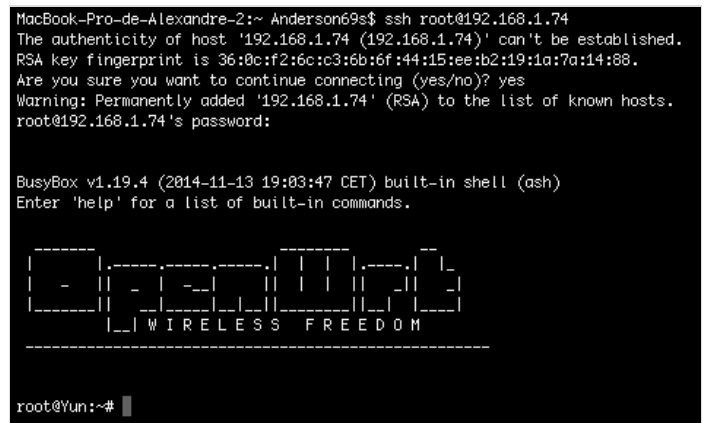 MacBook-Pro-de-Alexandre-2:~ Anderson69s$ ssh root@192.168.1.74
The authenticity of host '192.168.1.74 (192.168.1.74)' can't be established.
RSA key fingerprint is 36:0c:f2:6c:c3:6b:6f:44:15:ee:b2:19:1a:7a:14:88.
Are you sure you want to continue connecting (yes/no)? yes
Warning: Permanently added '192.168.1.74' (RSA) to the list of known hosts.
root@192.168.1.74's password:
BusyBox v1.19.4 (2014-11-13 19:03:47 CET) built-in shell (ash)
Enter 'help' for a list of built-in commands.
OpenWrt
WIRELESS FREEDOM
root@Yun:~#